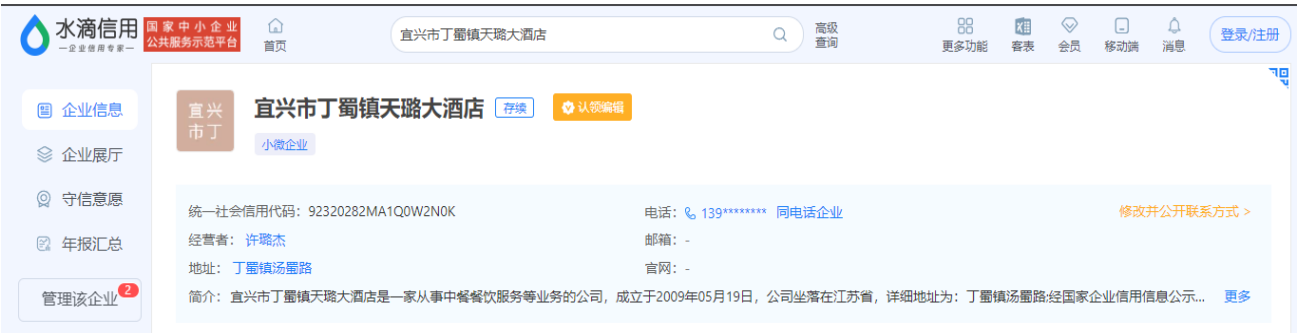 水滴信用
企业信用专家
国家中小企业
公共服务示范平台
首页
宜兴市丁蜀镇天璐大酒店
高级
查询
更多功能
客表
会员
移动端
消息
登录/注册
企业信息
企业展厅
守信意愿
年报汇总
管理该企业 2
宜兴
市丁
宜兴市丁蜀镇天璐大酒店 存续 认领编辑
小微企业
统一社会信用代码：92320282MA1Q0W2N0K
电话：139******** 同电话企业
修改并公开联系方式 >
经营者：许璐杰
邮箱：-
地址：丁蜀镇汤蜀路
官网：-
简介：宜兴市丁蜀镇天璐大酒店是一家从事中餐餐饮服务等业务的公司，成立于2009年05月19日，公司坐落在江苏省，详细地址为：丁蜀镇汤蜀路;经国家企业信用信息公示... 更多